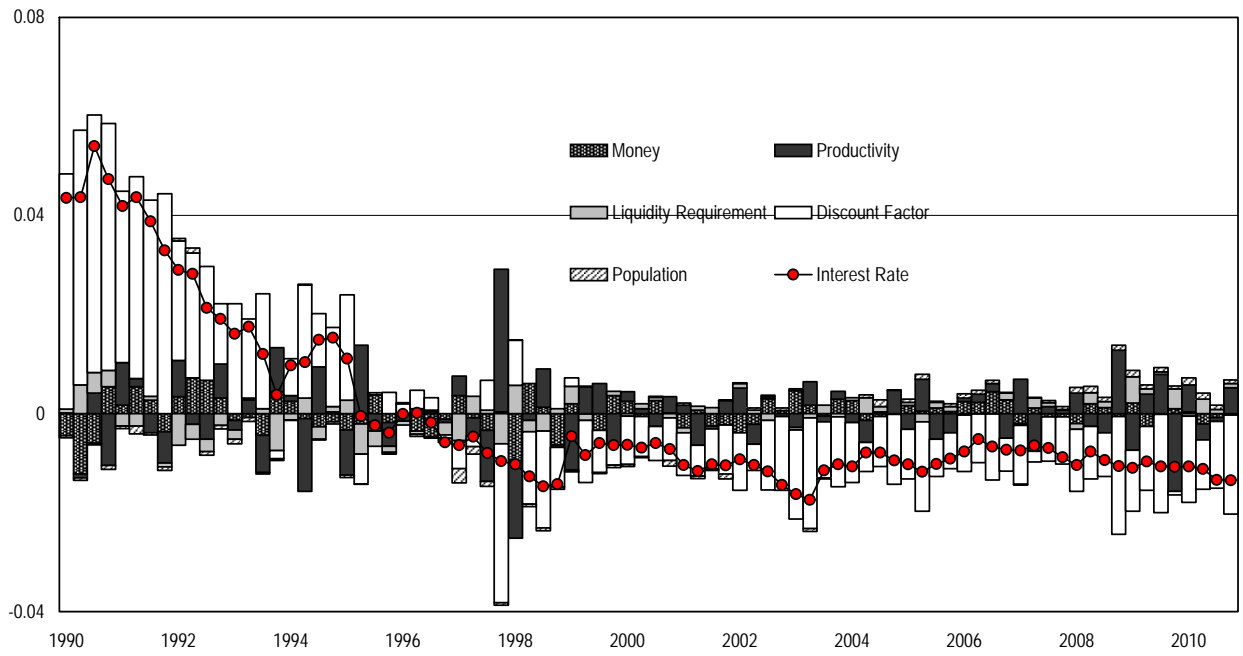 0.08
Money Productivity
0.04
Liquidity Requirement Discount Factor
Population Interest Rate
0
-0.04
1990 1992 1994 1996 1998 2000 2002 2004 2006 2008 2010